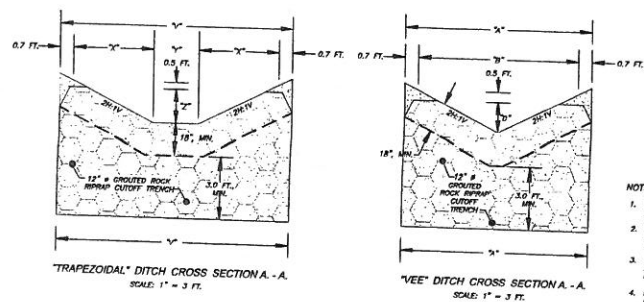 "V"
0.7 FT.
"X"
"Y"
"X"
0.7 FT.
0.5 FT.
2H:1V
"Z"
2H:1V
18", MIN.
12" ø GROUTED ROCK RIPRAP CUTOFF TRENCH
3.0 FT., MIN.
"V"
"TRAPEZOIDAL" DITCH CROSS SECTION A. - A.
SCALE: 1" = 3 FT.
"A"
0.7 FT.
"B"
0.7 FT.
0.5 FT.
2H:1V
"D"
2H:1V
18", MIN.
12" ø GROUTED ROCK RIPRAP CUTOFF TRENCH
3.0 FT., MIN.
"A"
"VEE" DITCH CROSS SECTION A. - A.
SCALE: 1" = 3 FT.
NOT
1.
2.
3.
4.